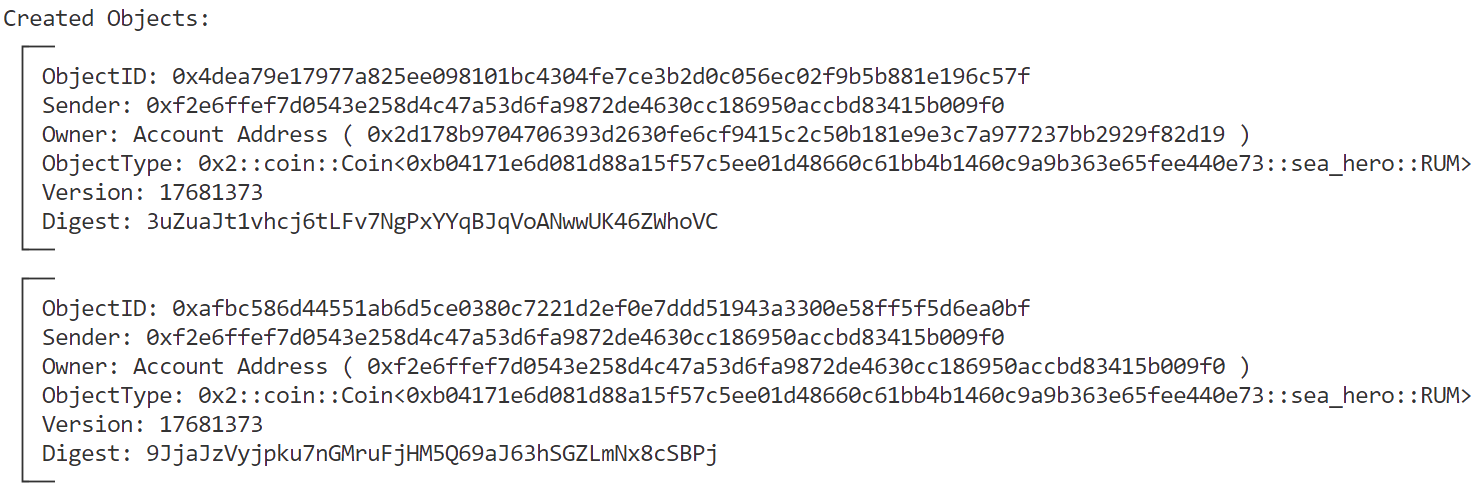 Created Objects:
ObjectID: 0x4dea79e17977a825ee098101bc4304fe7ce3b2d0c056ec02f9b5b881e196c57f
Sender: 0xf2e6ffef7d0543e258d4c47a53d6fa9872de4630cc186950accbd83415b009f0
Owner: Account Address ( 0x2d178b9704706393d2630fe6cf9415c2c50b181e9e3c7a977237bb2929f82d19 )
ObjectType: 0x2::coin::Coin<0xb04171e6d081d88a15f57c5ee01d48660c61bb4b1460c9a9b363e65fee440e73::sea_hero::RUM>
Version: 17681373
Digest: 3uZuaJt1vhcj6tLFv7NgPxYYqBJqVoANwwUK46ZWhoVC
ObjectID: 0xafbc586d44551ab6d5ce0380c7221d2ef0e7ddd51943a3300e58ff5f5d6ea0bf
Sender: 0xf2e6ffef7d0543e258d4c47a53d6fa9872de4630cc186950accbd83415b009f0
Owner: Account Address ( 0xf2e6ffef7d0543e258d4c47a53d6fa9872de4630cc186950accbd83415b009f0 )
ObjectType: 0x2::coin::Coin<0xb04171e6d081d88a15f57c5ee01d48660c61bb4b1460c9a9b363e65fee440e73::sea_hero::RUM>
Version: 17681373
Digest: 9JjaJzVyjpku7nGMruFjHM5Q69aJ63hSGZLmNx8cSBPj